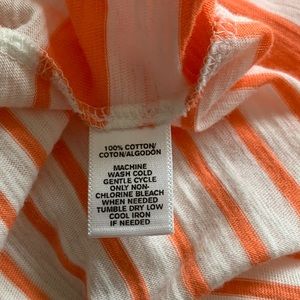 100% COTTON/
COTON/ALGODÓN
MACHINE
WASH COLD
GENTLE CYCLE
ONLY NON-
CHLORINE BLEACH
WHEN NEEDED
TUMBLE DRY LOW
COOL IRON
IF NEEDED